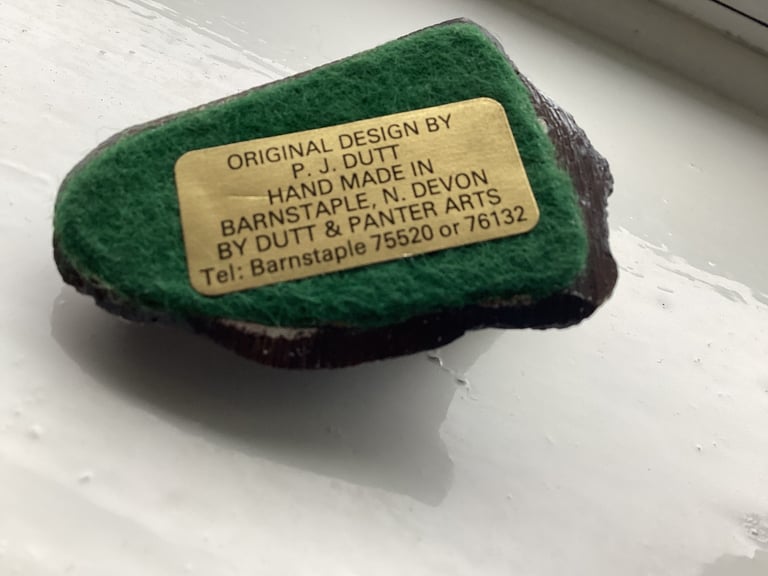 ORIGINAL DESIGN BY
P. J. DUTT
HAND MADE IN
BARNSTAPLE, N. DEVON
BY DUTT & PANTER ARTS
Tel: Barnstaple 75520 or 76132